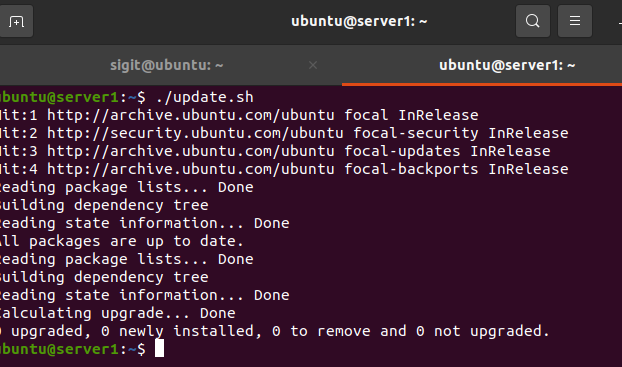 ubuntu@server1: ~
sigit@ubuntu: ~ ×
ubuntu@server1: ~
ubuntu@server1:~$ ./update.sh
Hit:1 http://archive.ubuntu.com/ubuntu focal InRelease
Hit:2 http://security.ubuntu.com/ubuntu focal-security InRelease
Hit:3 http://archive.ubuntu.com/ubuntu focal-updates InRelease
Hit:4 http://archive.ubuntu.com/ubuntu focal-backports InRelease
Reading package lists... Done
Building dependency tree
Reading state information... Done
All packages are up to date.
Reading package lists... Done
Building dependency tree
Reading state information... Done
Calculating upgrade... Done
0 upgraded, 0 newly installed, 0 to remove and 0 not upgraded.
ubuntu@server1:~$